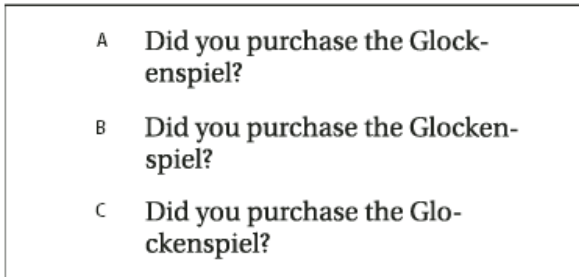 A Did you purchase the Glock-
enspiel?
B Did you purchase the Glocken-
spiel?
C Did you purchase the Glo-
ckenspiel?